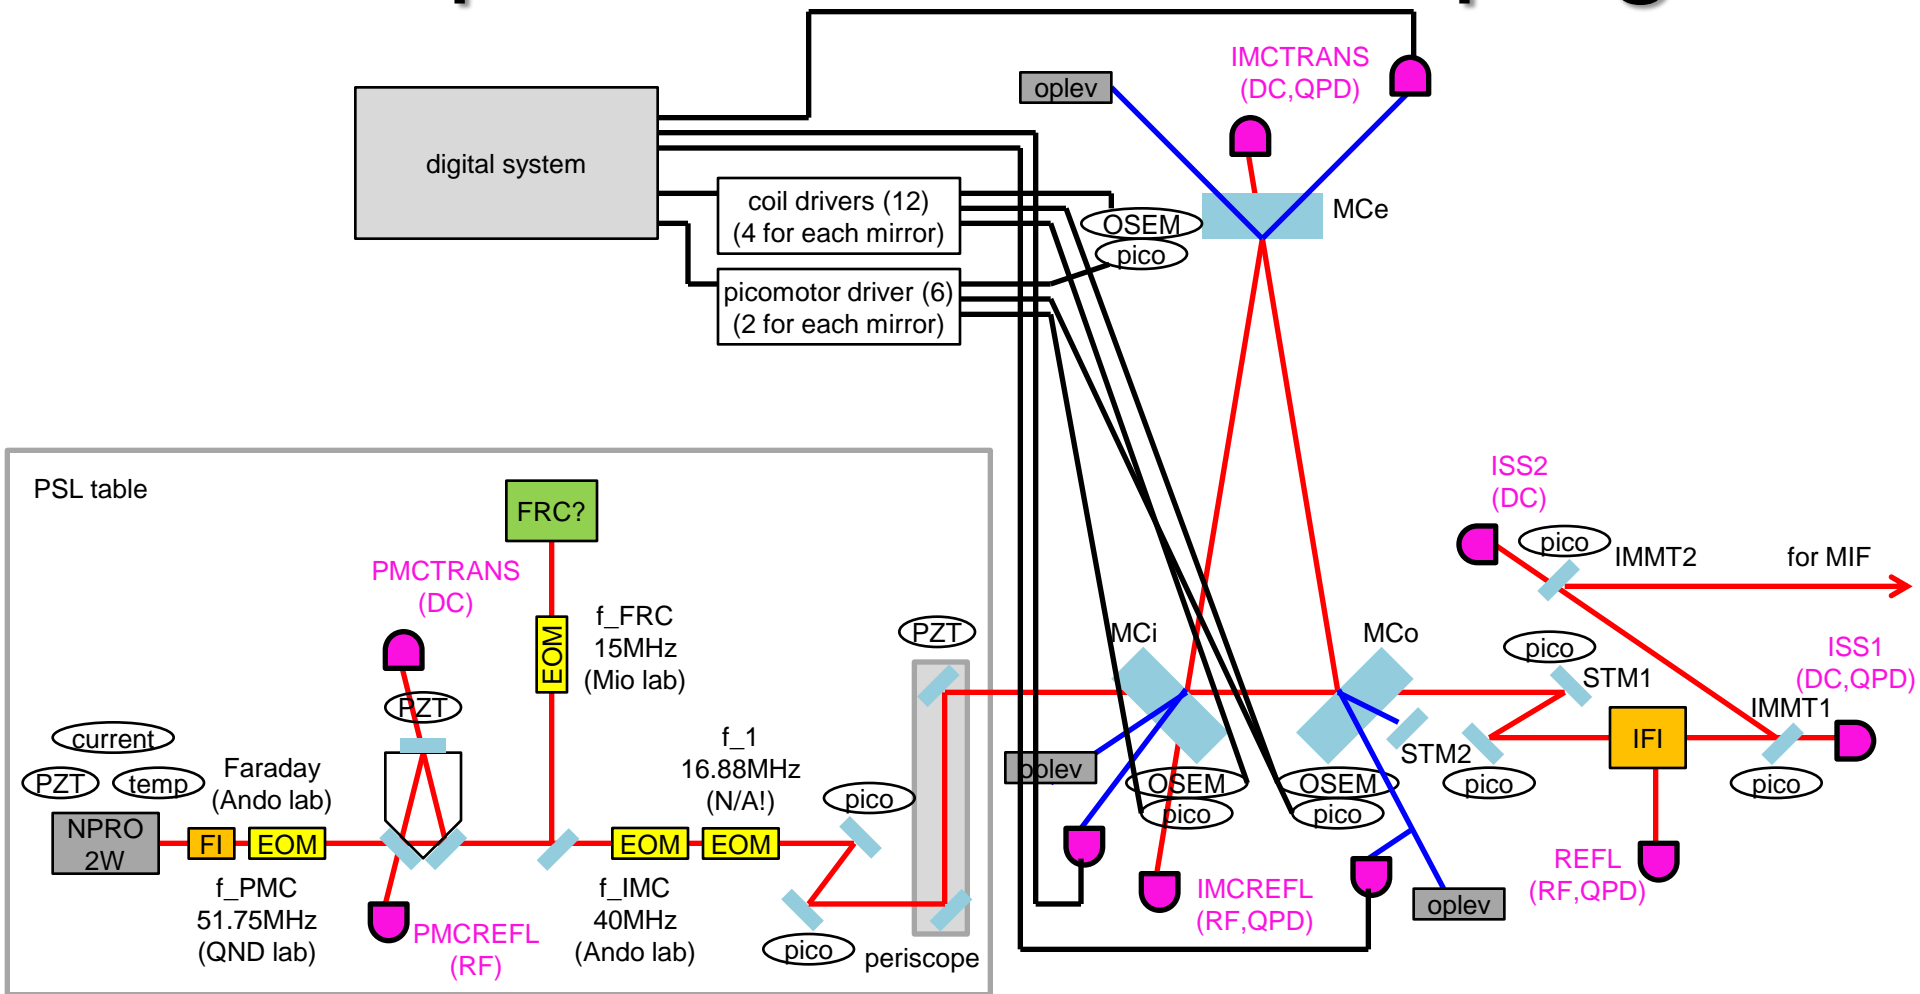 IMCTRANS
(DC,QPD)
oplev
digital system
coil drivers (12)
(4 for each mirror)
OSEM
pico
MCe
picomotor driver (6)
(2 for each mirror)
PSL table
FRC?
PMCTRANS
(DC)
f_FRC
15MHz
(Mio lab)
EOM
PZT
current
PZT
temp
Faraday
(Ando lab)
NPRO
2W
FI
EOM
f_PMC
51.75MHz
(QND lab)
PMCREFL
(RF)
f_1
16.88MHz
(N/A!)
EOM
EOM
f_IMC
40MHz
(Ando lab)
pico
pico
PZT
periscope
MCi
MCo
oplev
OSEM
pico
OSEM
pico
IMCREFL
(RF,QPD)
oplev
STM2
pico
STM1
pico
IFI
REFL
(RF,QPD)
ISS2
(DC)
pico
IMMT2
for MIF
ISS1
(DC,QPD)
IMMT1
pico